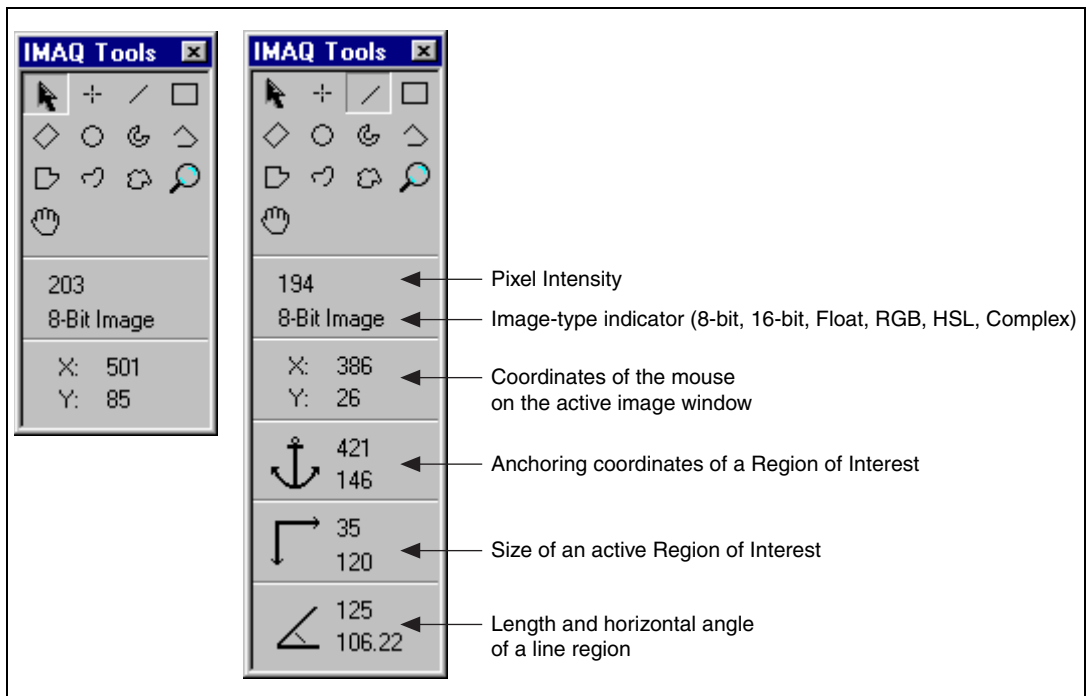 IMAQ Tools
203
8-Bit Image
X: 501
Y: 85
IMAQ Tools
194
8-Bit Image
X: 386
Y: 26
421
146
35
120
125
106.22
Pixel Intensity
Image-type indicator (8-bit, 16-bit, Float, RGB, HSL, Complex)
Coordinates of the mouse
on the active image window
Anchoring coordinates of a Region of Interest
Size of an active Region of Interest
Length and horizontal angle
of a line region